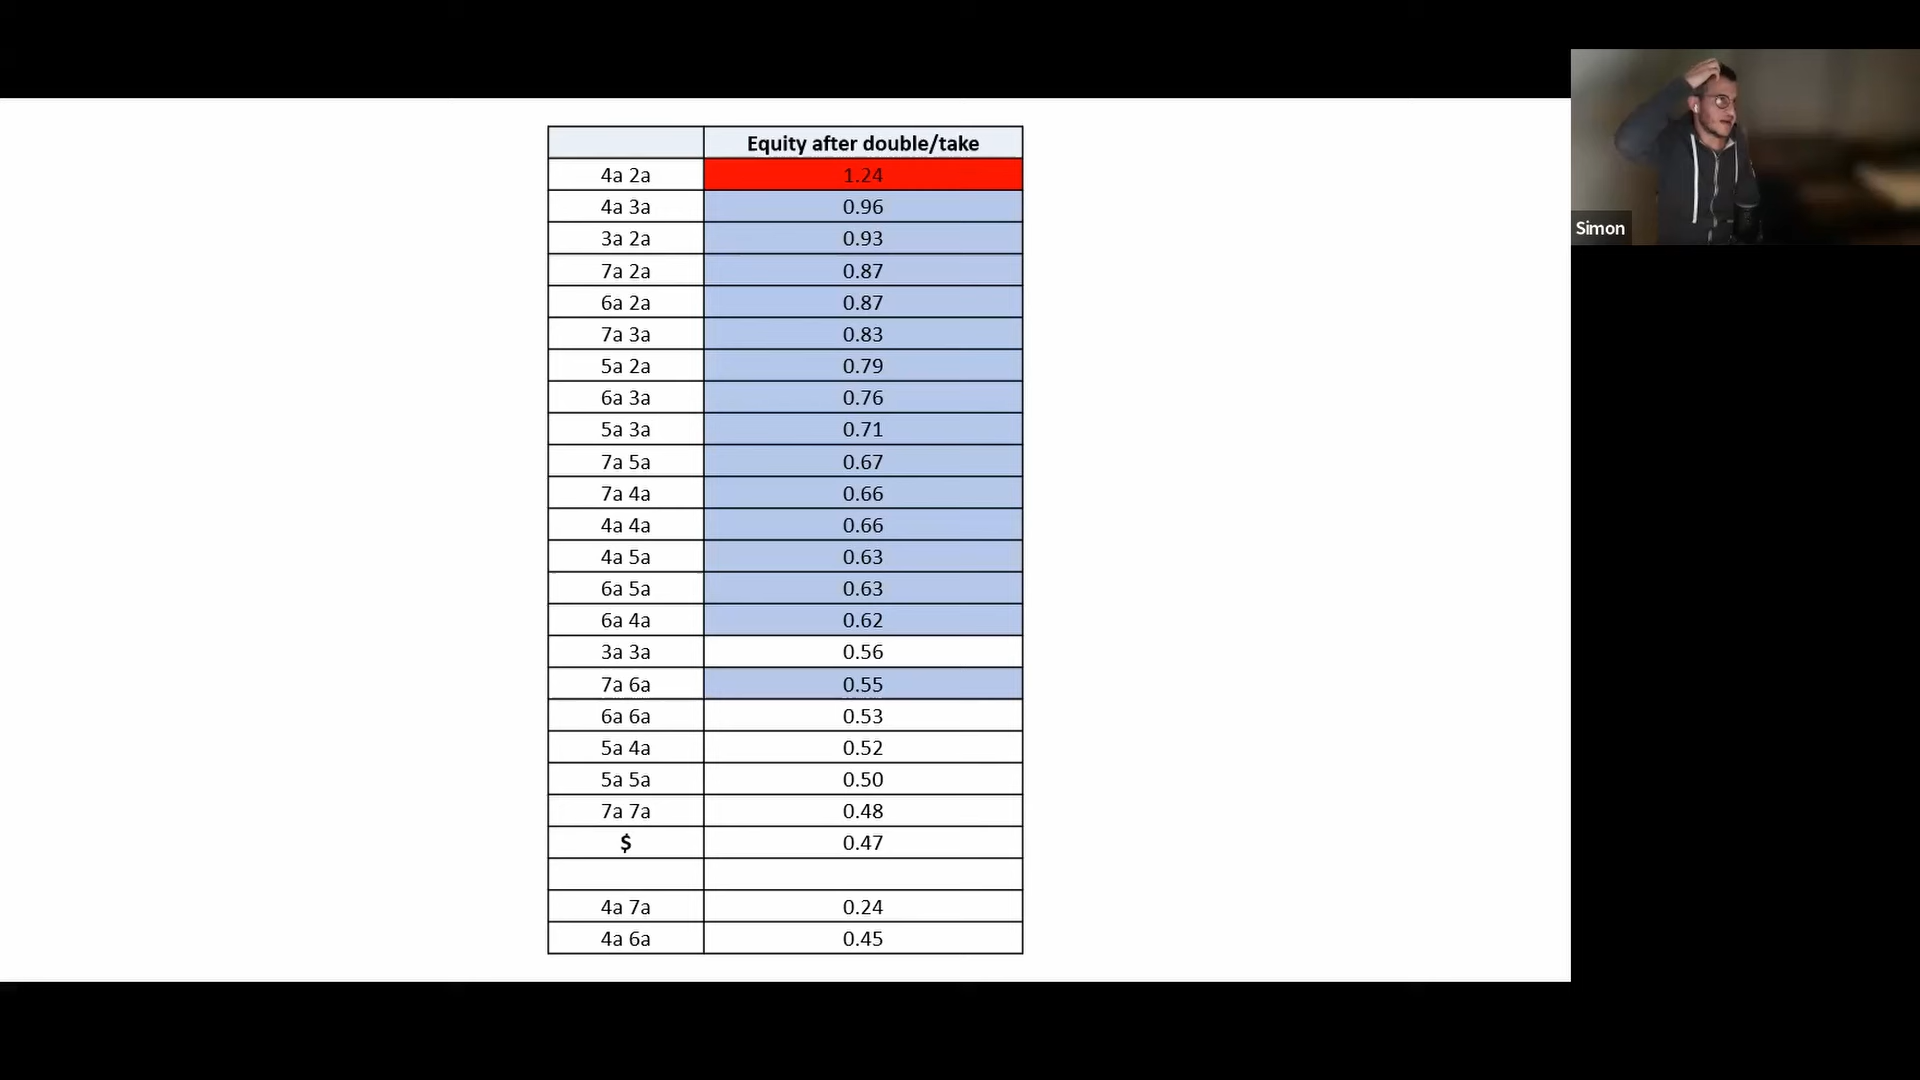 Equity after double/take
4a 2a 1.24
4a 3a 0.96
3a 2a 0.93
7a 2a 0.87
6a 2a 0.87
7a 3a 0.83
5a 2a 0.79
6a 3a 0.76
5a 3a 0.71
7a 5a 0.67
7a 4a 0.66
4a 4a 0.66
4a 5a 0.63
6a 5a 0.63
6a 4a 0.62
3a 3a 0.56
7a 6a 0.55
6a 6a 0.53
5a 4a 0.52
5a 5a 0.50
7a 7a 0.48
$ 0.47
4a 7a 0.24
4a 6a 0.45
Simon